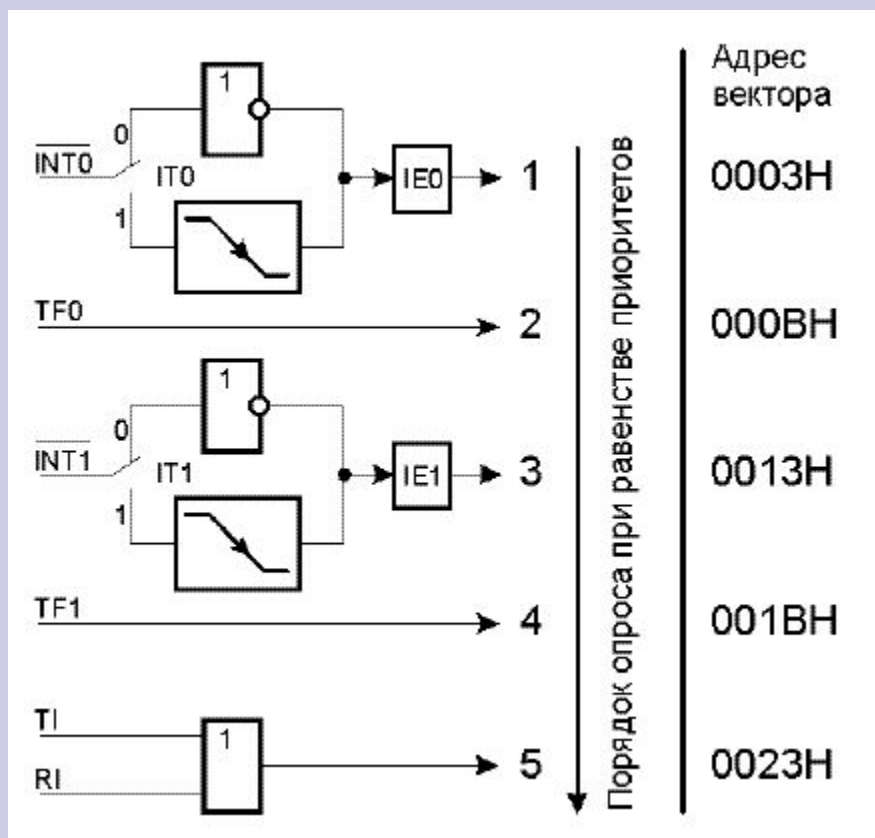 Адрес
вектора
1
0
INT0
IT0
IE0
1
0003H
1
TF0
2
000BH
1
0
INT1
IT1
IE1
3
0013H
1
TF1
4
001BH
TI
1
5
0023H
RI
Порядок опроса при равенстве приоритетов